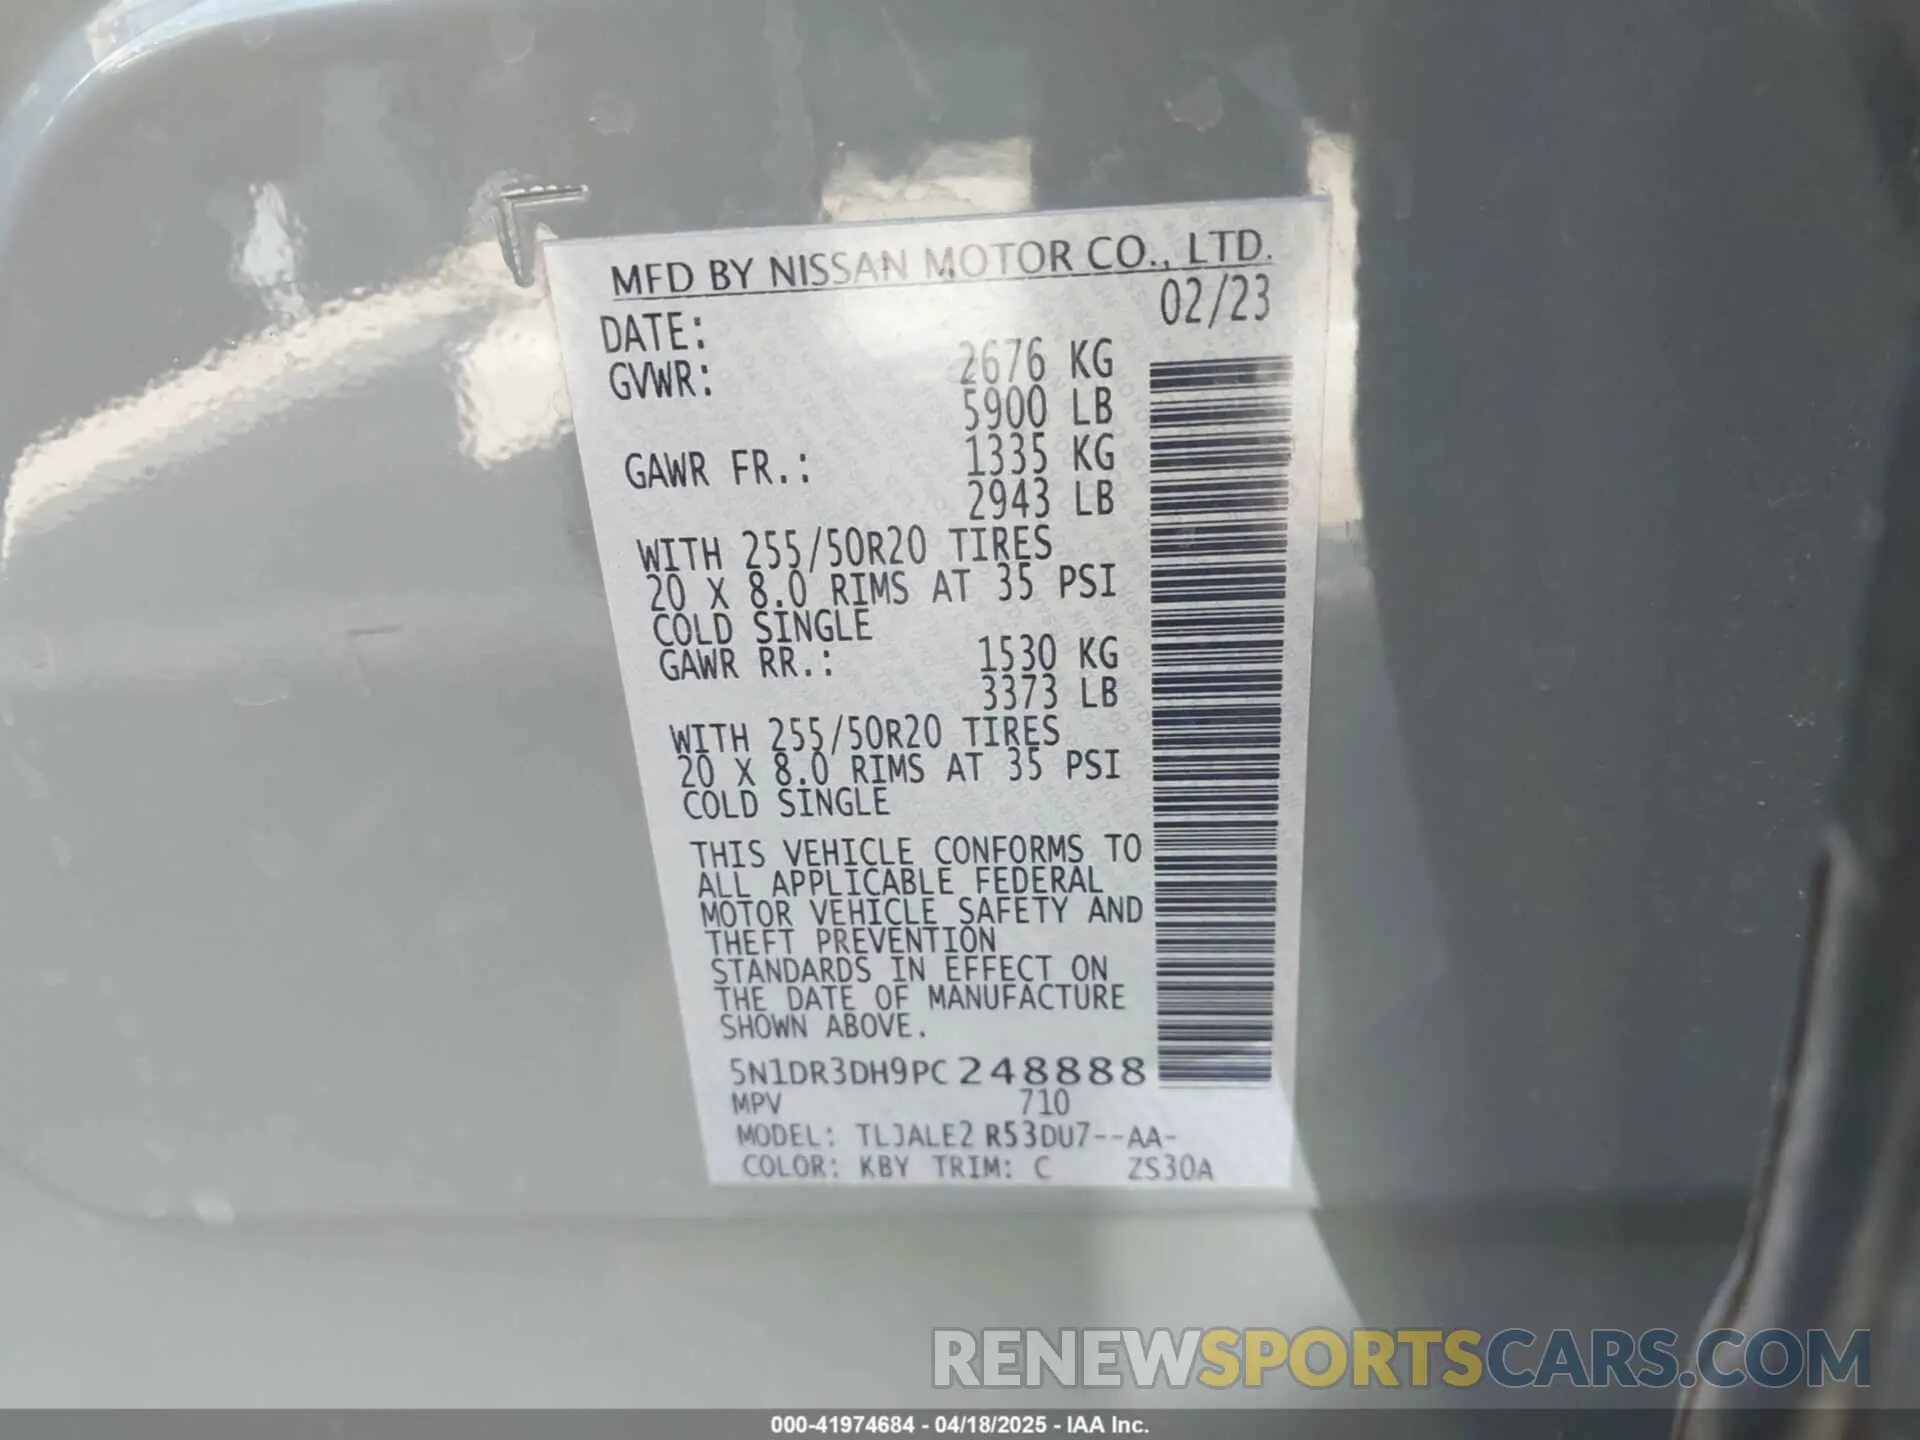 MFD BY NISSAN MOTOR CO., LTD.
DATE: 02/23
GVWR: 2676 KG
5900 LB
GAWR FR.: 1335 KG
2943 LB
WITH 255/50R20 TIRES
20 X 8.0 RIMS AT 35 PSI
COLD SINGLE
GAWR RR.: 1530 KG
3373 LB
WITH 255/50R20 TIRES
20 X 8.0 RIMS AT 35 PSI
COLD SINGLE
THIS VEHICLE CONFORMS TO
ALL APPLICABLE FEDERAL
MOTOR VEHICLE SAFETY AND
THEFT PREVENTION
STANDARDS IN EFFECT ON
THE DATE OF MANUFACTURE
SHOWN ABOVE.
5N1DR3DH9PC248888
MPV 710
MODEL: TLJALE2 R53DU7--AA-
COLOR: KBY TRIM: C ZS30A
RENEWSPORTSCARS.COM
000-41974684 - 04/18/2025 - IAA Inc.